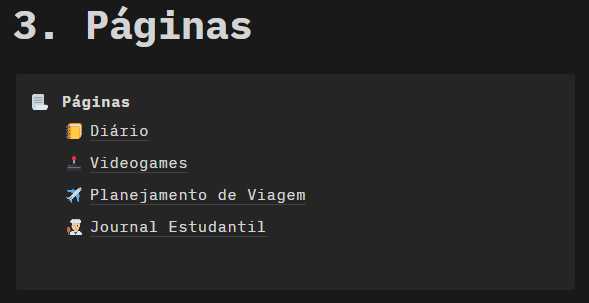 3. Páginas
Páginas
Diário
Videogames
Planejamento de Viagem
Journal Estudantil